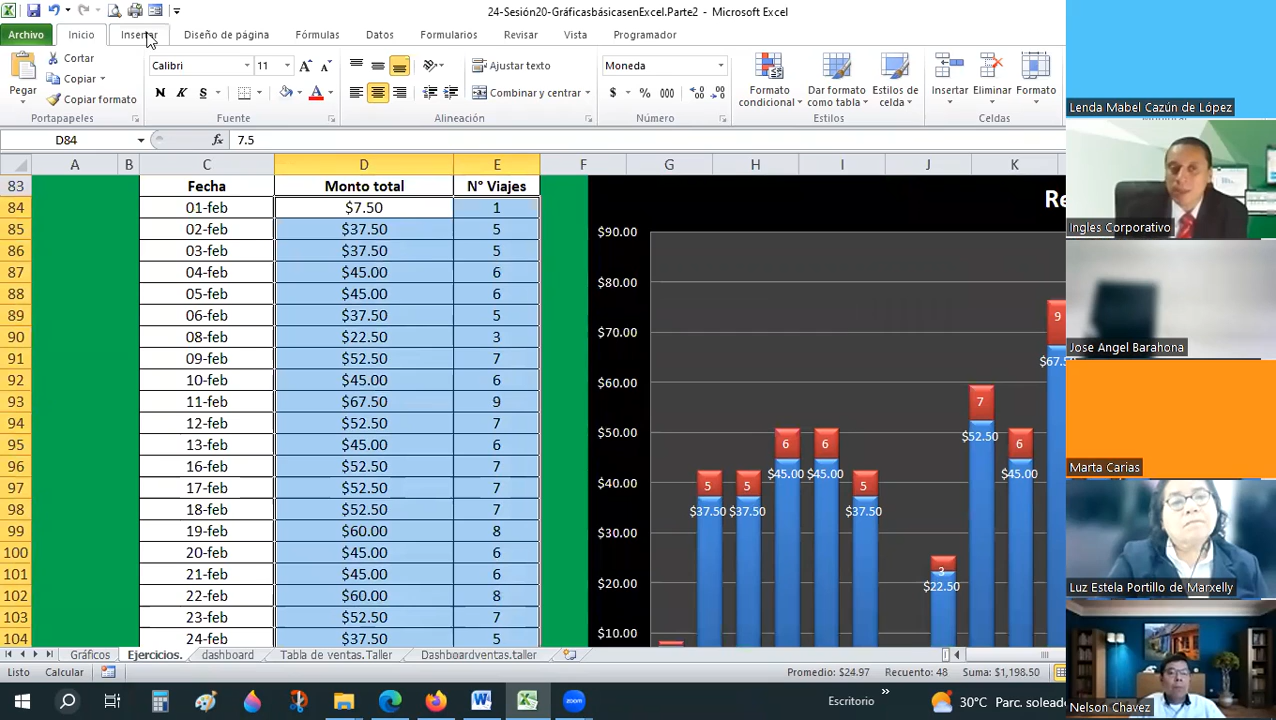 24-Sesión20-GráficasbásicasenExcel.Parte2 - Microsoft Excel
Archivo Inicio Insertar Diseño de página Fórmulas Datos Formularios Revisar Vista Programador
Pegar
Cortar
Copiar
Copiar formato
Portapapeles
Calibri 11
N K S
Fuente
Ajustar texto
Combinar y centrar
Alineación
Moneda
$ % 000
Número
Formato condicional
Dar formato como tabla
Estilos de celda
Estilos
Insertar Eliminar Formato
Celdas
D84 fx 7.5
A B C D E F G H I J K
83 Fecha Monto total N° Viajes
84 01-feb $7.50 1
85 02-feb $37.50 5
86 03-feb $37.50 5
87 04-feb $45.00 6
88 05-feb $45.00 6
89 06-feb $37.50 5
90 08-feb $22.50 3
91 09-feb $52.50 7
92 10-feb $45.00 6
93 11-feb $67.50 9
94 12-feb $52.50 7
95 13-feb $45.00 6
96 16-feb $52.50 7
97 17-feb $52.50 7
98 18-feb $52.50 7
99 19-feb $60.00 8
100 20-feb $45.00 6
101 21-feb $45.00 6
102 22-feb $60.00 8
103 23-feb $52.50 7
104 24-feb $37.50 5
Re
$90.00
$80.00
$70.00
$60.00
$50.00
$40.00
$30.00
$20.00
$10.00
5 5 6 6 5 3 7 6 9
$37.50 $37.50 $45.00 $45.00 $37.50 $22.50 $52.50 $45.00 $67.5
Gráficos Ejercicios. dashboard Tabla de ventas.Taller Dashboardventas.taller
Listo Calcular Promedio: $24.97 Recuento: 48 Suma: $1,198.50
Escritorio » 30°C Parc. soleado
Lenda Mabel Cazún de López
Ingles Corporativo
Jose Angel Barahona
Marta Carias
Luz Estela Portillo de Marxelly
Nelson Chavez